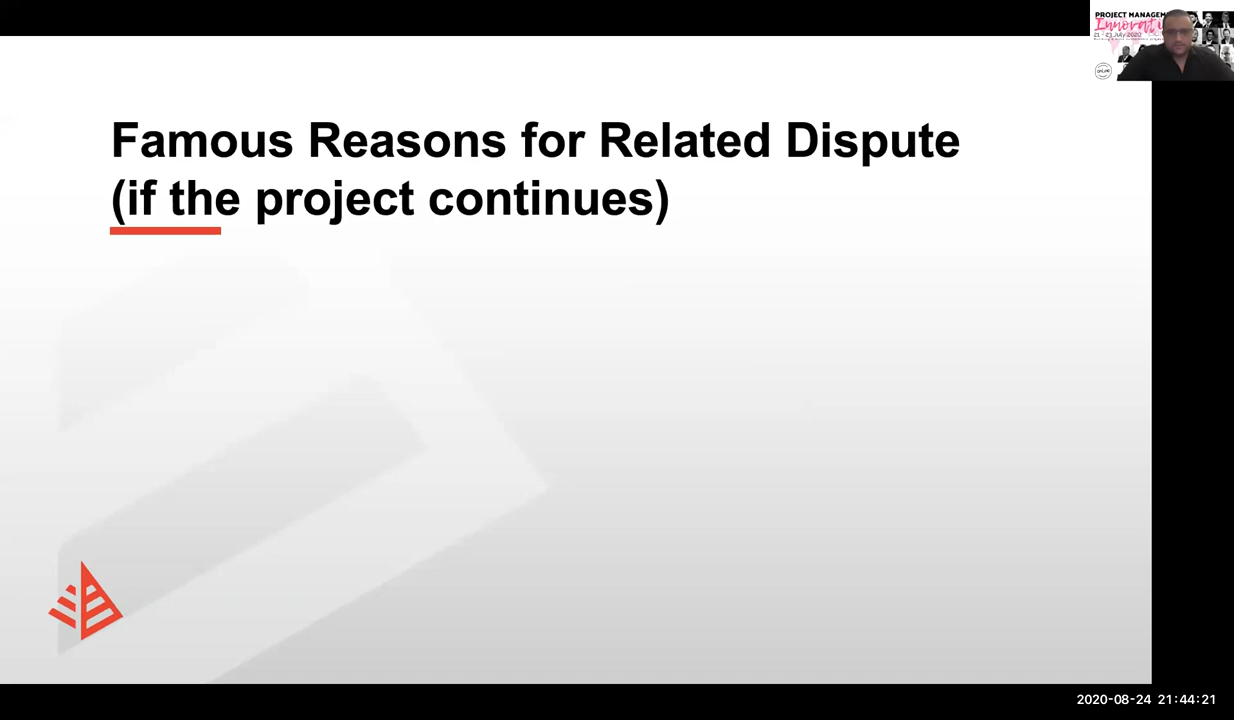 PROJECT MANAGEM
Innovati
21 - 23 July 2020
Famous Reasons for Related Dispute
(if the project continues)
2020-08-24 21:44:21